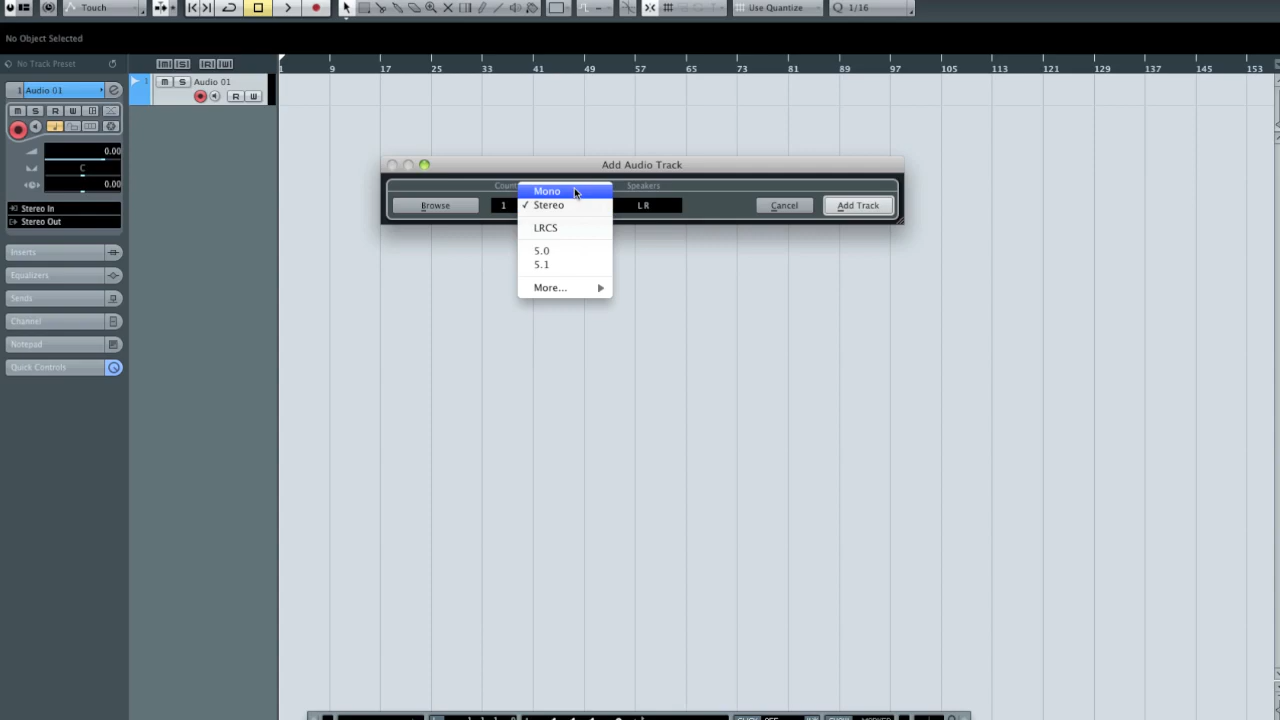 Touch
Use Quantize
1/16
No Object Selected
No Track Preset
1 9 17 25 33 41 49 57 65 73 81 89 97 105 113 121 129 137 145 153
1 Audio 01
M S R W
0.00
C
0.00
Stereo In
Stereo Out
Inserts
Equalizers
Sends
Channel
Notepad
Quick Controls
M S R W
1 M S Audio 01
R W
Add Audio Track
Count
Speakers
Browse
1
L R
Cancel
Add Track
Mono
✓ Stereo
LRCS
5.0
5.1
More...